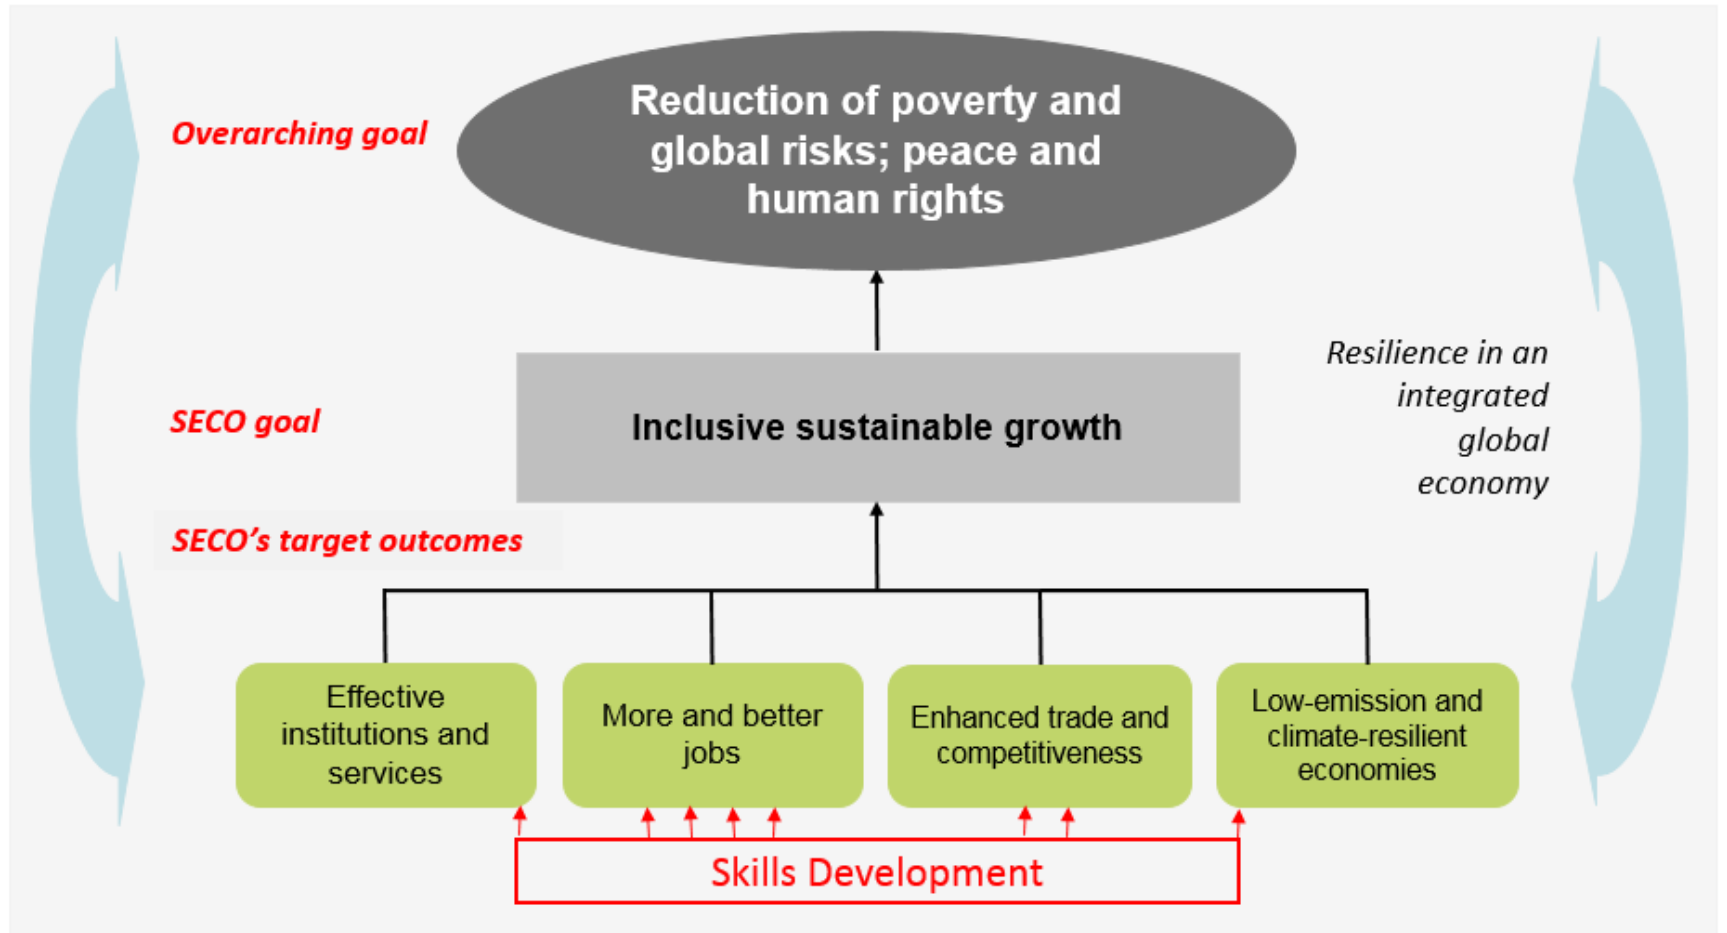 Overarching goal
Reduction of poverty and
global risks; peace and
human rights
SECO goal
Inclusive sustainable growth
Resilience in an
integrated
global
economy
SECO’s target outcomes
Effective
institutions and
services
More and better
jobs
Enhanced trade and
competitiveness
Low-emission and
climate-resilient
economies
Skills Development